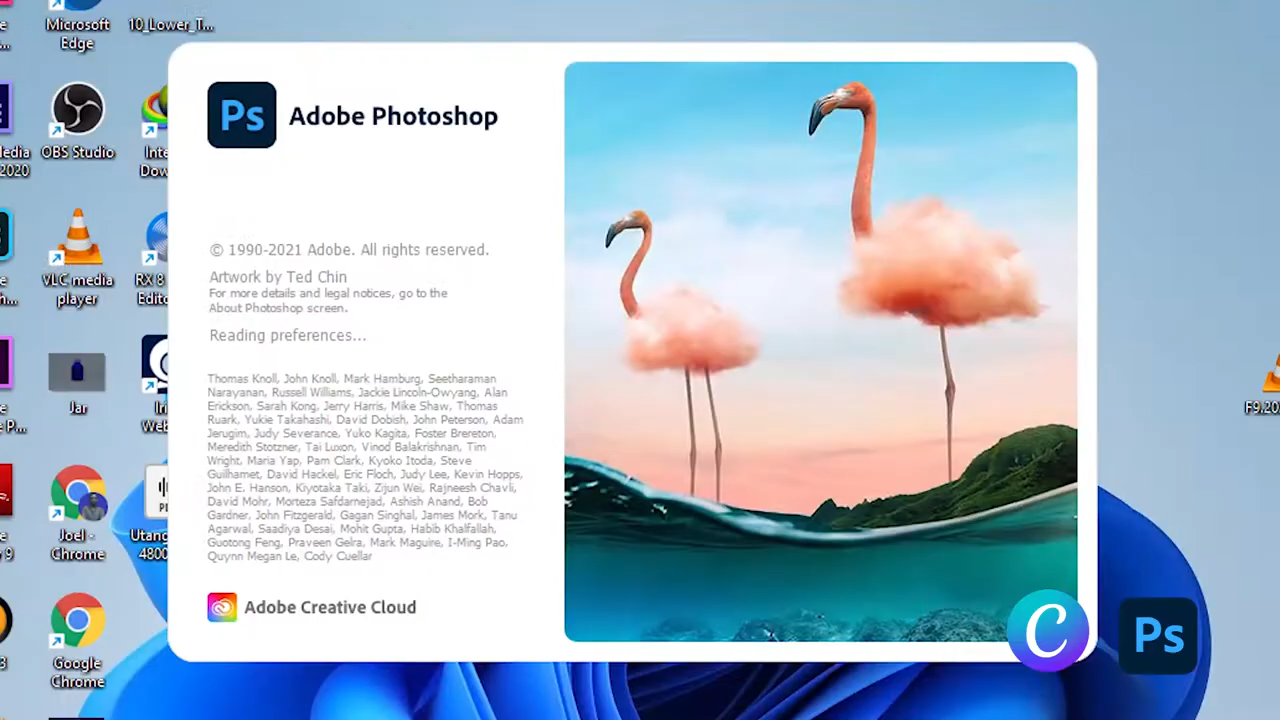 Microsoft
Edge
10_Lower_T...
OBS Studio
VLC media
player
Jar
Joel -
Chrome
Google
Chrome
Ps
Adobe Photoshop
© 1990-2021 Adobe. All rights reserved.
Artwork by Ted Chin
For more details and legal notices, go to the
About Photoshop screen.
Reading preferences...
Thomas Knoll, John Knoll, Mark Hamburg, Seetharaman
Narayanan, Russell Williams, Jackie Lincoln-Owyang, Alan
Erickson, Sarah Kong, Jerry Harris, Mike Shaw, Thomas
Ruark, Yukie Takahashi, David Dobish, John Peterson, Adam
Jerugim, Judy Severance, Yuko Kagita, Foster Brereton,
Meredith Stotzner, Tai Luxon, Vinod Balakrishnan, Tim
Wright, Maria Yap, Pam Clark, Kyoko Itoda, Steve
Guilhamet, David Hackel, Eric Floch, Judy Lee, Kevin Hopps,
John E. Hanson, Kiyotaka Taki, Zijun Wei, Rajneesh Chavli,
David Mohr, Morteza Safdarnejad, Ashish Anand, Bob
Gardner, John Fitzgerald, Gagan Singhal, James Mork, Tanu
Agarwal, Saadiya Desai, Mohit Gupta, Habib Khalfallah,
Guotong Feng, Praveen Gelra, Mark Maguire, I-Ming Pao,
Quynn Megan Le, Cody Cuellar
Adobe Creative Cloud
C
Ps